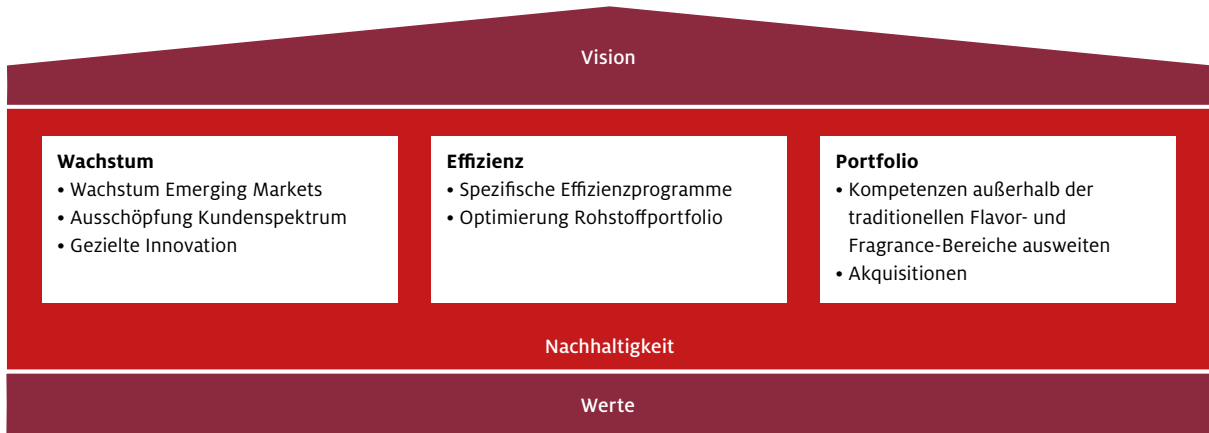 Vision
Wachstum
• Wachstum Emerging Markets
• Ausschöpfung Kundenspektrum
• Gezielte Innovation
Effizienz
• Spezifische Effizienzprogramme
• Optimierung Rohstoffportfolio
Portfolio
• Kompetenzen außerhalb der
traditionellen Flavor- und
Fragrance-Bereiche ausweiten
• Akquisitionen
Nachhaltigkeit
Werte